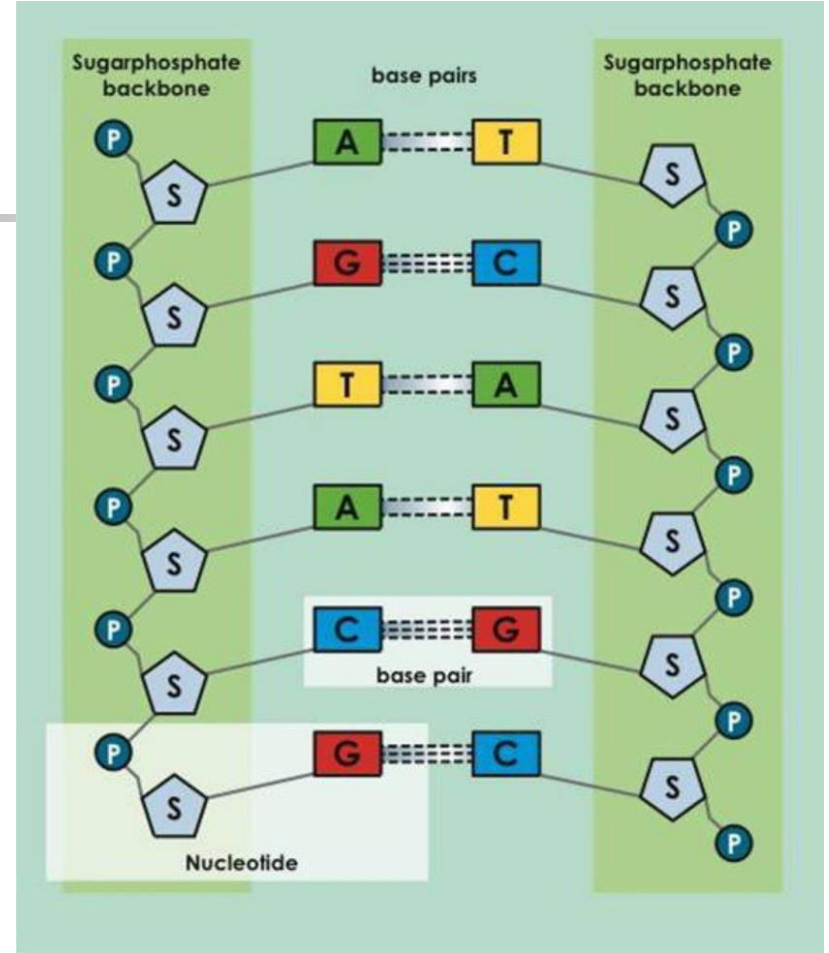 Sugarphosphate
backbone
base pairs
Sugarphosphate
backbone
P
A T
S S
P
P
G C
S S
P
P
T A
S S
P
P
A T
S S
P
P
C G
base pair
S S
P
P
G C
S S
P
Nucleotide